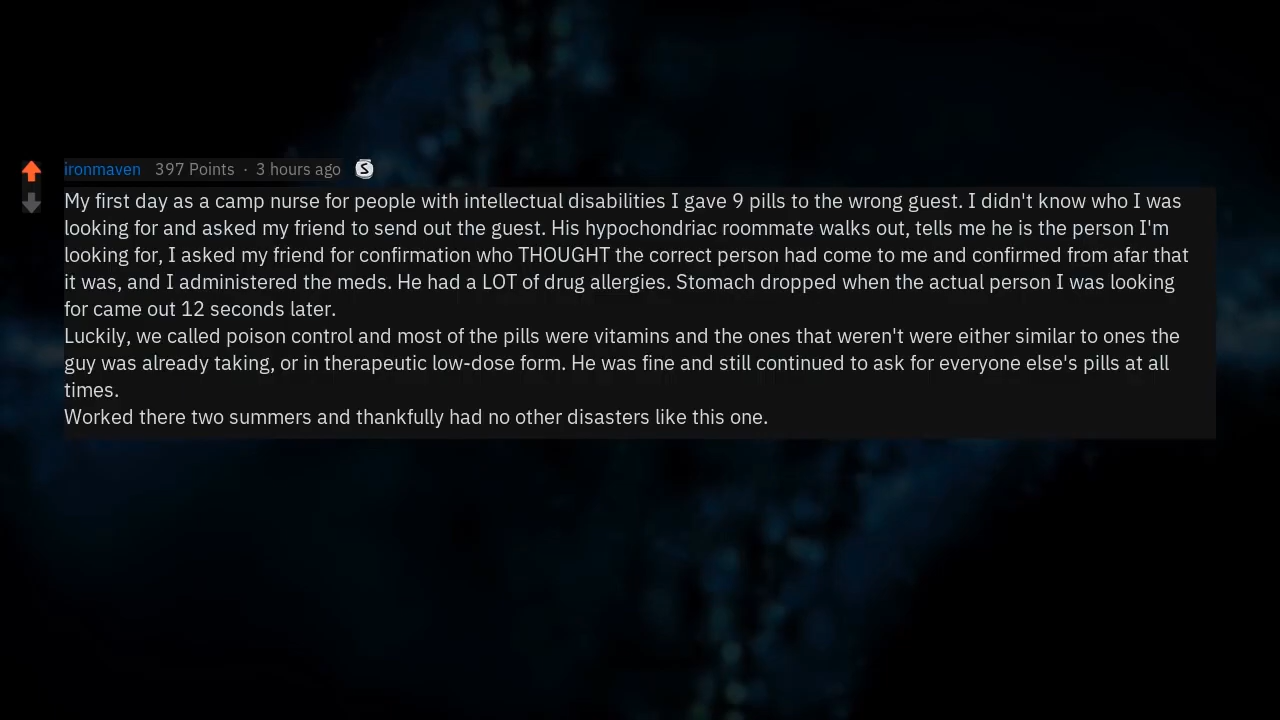 ironmaven 397 Points · 3 hours ago S
My first day as a camp nurse for people with intellectual disabilities I gave 9 pills to the wrong guest. I didn't know who I was
looking for and asked my friend to send out the guest. His hypochondriac roommate walks out, tells me he is the person I'm
looking for, I asked my friend for confirmation who THOUGHT the correct person had come to me and confirmed from afar that
it was, and I administered the meds. He had a LOT of drug allergies. Stomach dropped when the actual person I was looking
for came out 12 seconds later.
Luckily, we called poison control and most of the pills were vitamins and the ones that weren't were either similar to ones the
guy was already taking, or in therapeutic low-dose form. He was fine and still continued to ask for everyone else's pills at all
times.
Worked there two summers and thankfully had no other disasters like this one.